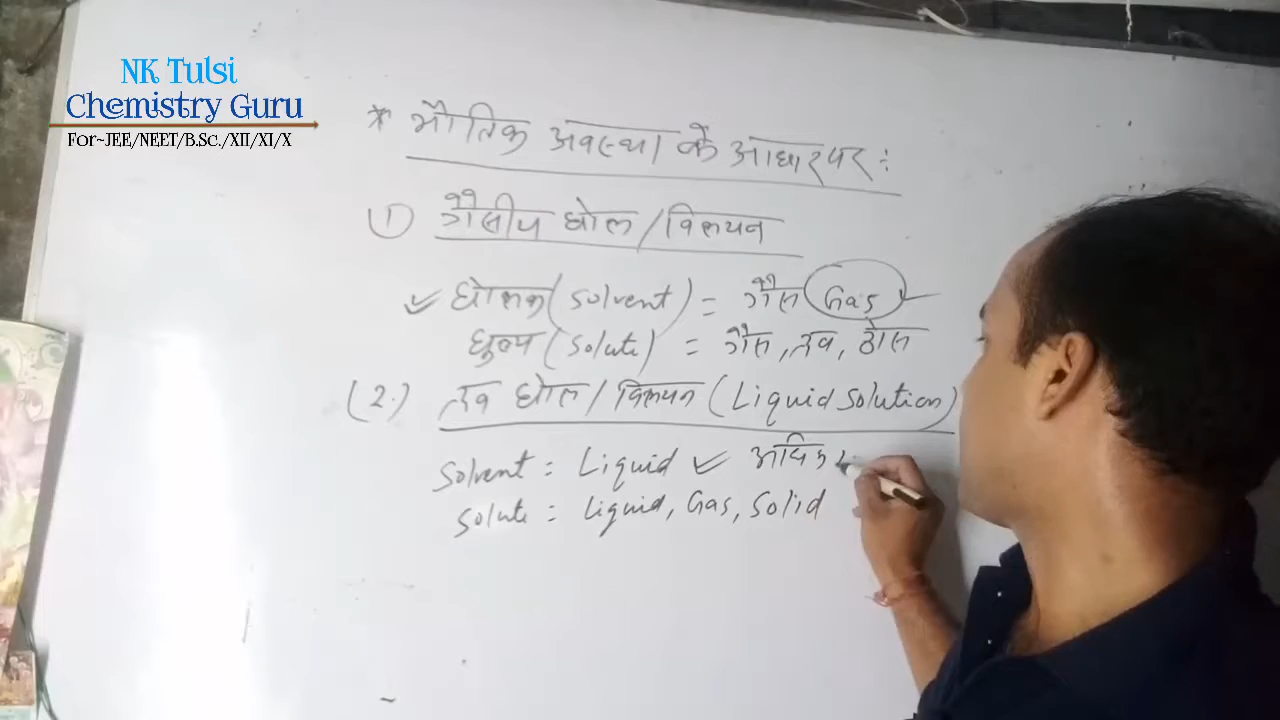 NK Tulsi
Chemistry Guru
For~JEE/NEET/B.Sc./XII/XI/X
* भौतिक अवस्था के आधार पर :
① गैसीय घोल / विलयन
✓ घोलक (Solvent) = गैस (Gas) ✓
घुल्य (Solute) = गैस, द्रव, ठोस
(2.) द्रव घोल / विलयन (Liquid Solution)
Solvent = Liquid ✓ अधिक
Solute = Liquid, Gas, Solid